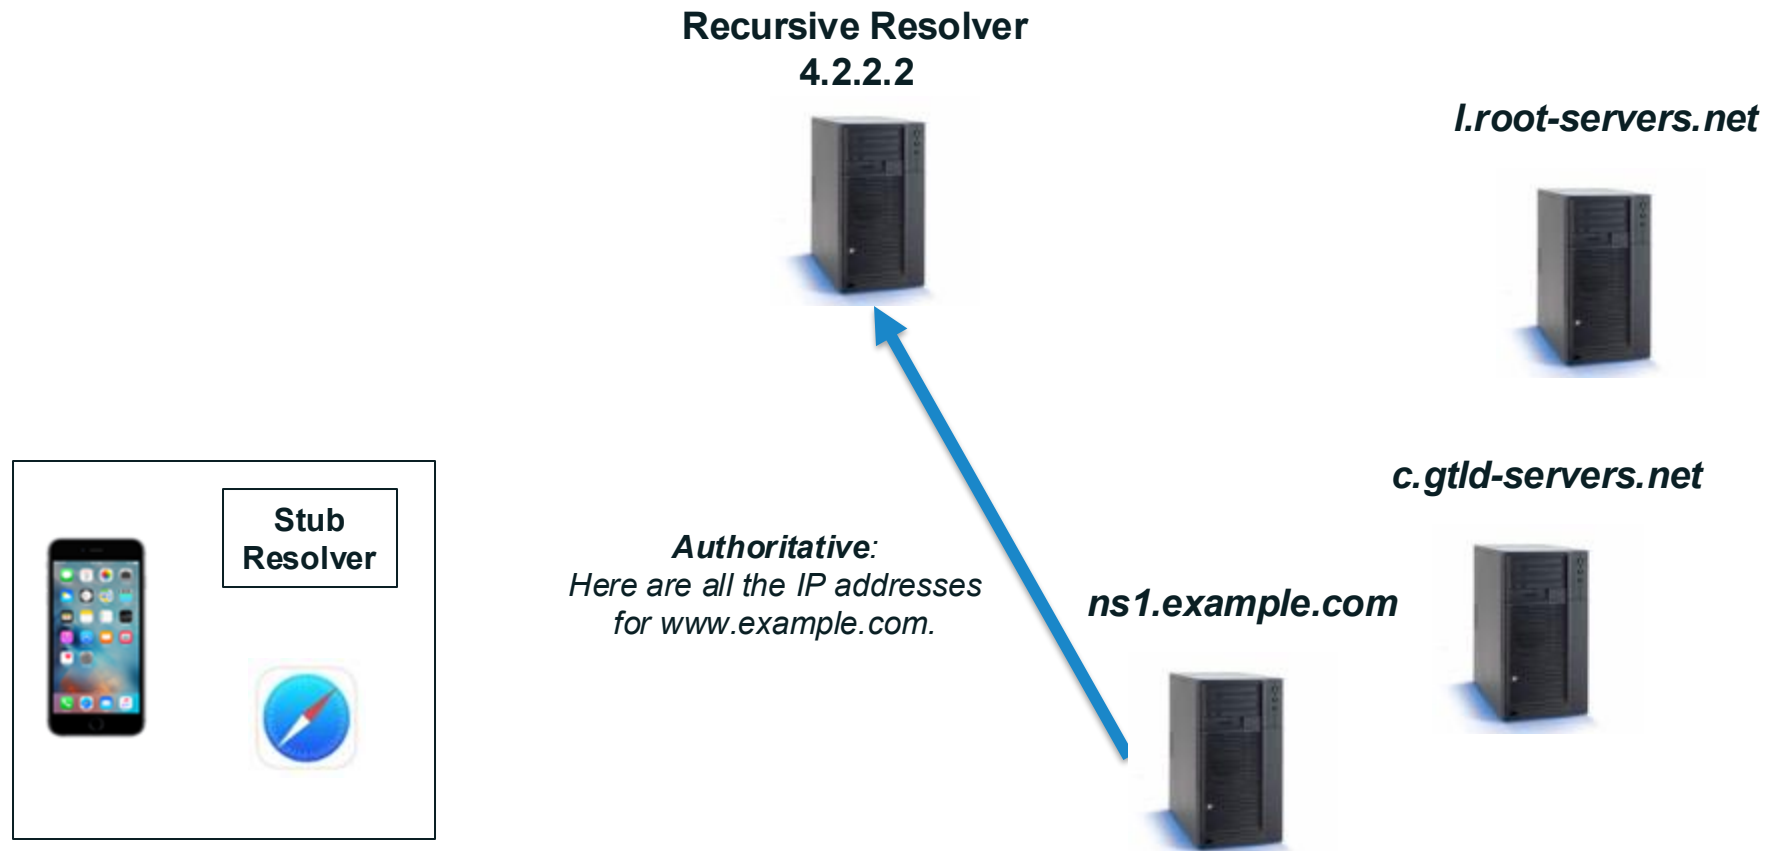 Recursive Resolver
4.2.2.2
l.root-servers.net
c.gtld-servers.net
Stub
Resolver
Authoritative:
Here are all the IP addresses
for www.example.com.
ns1.example.com